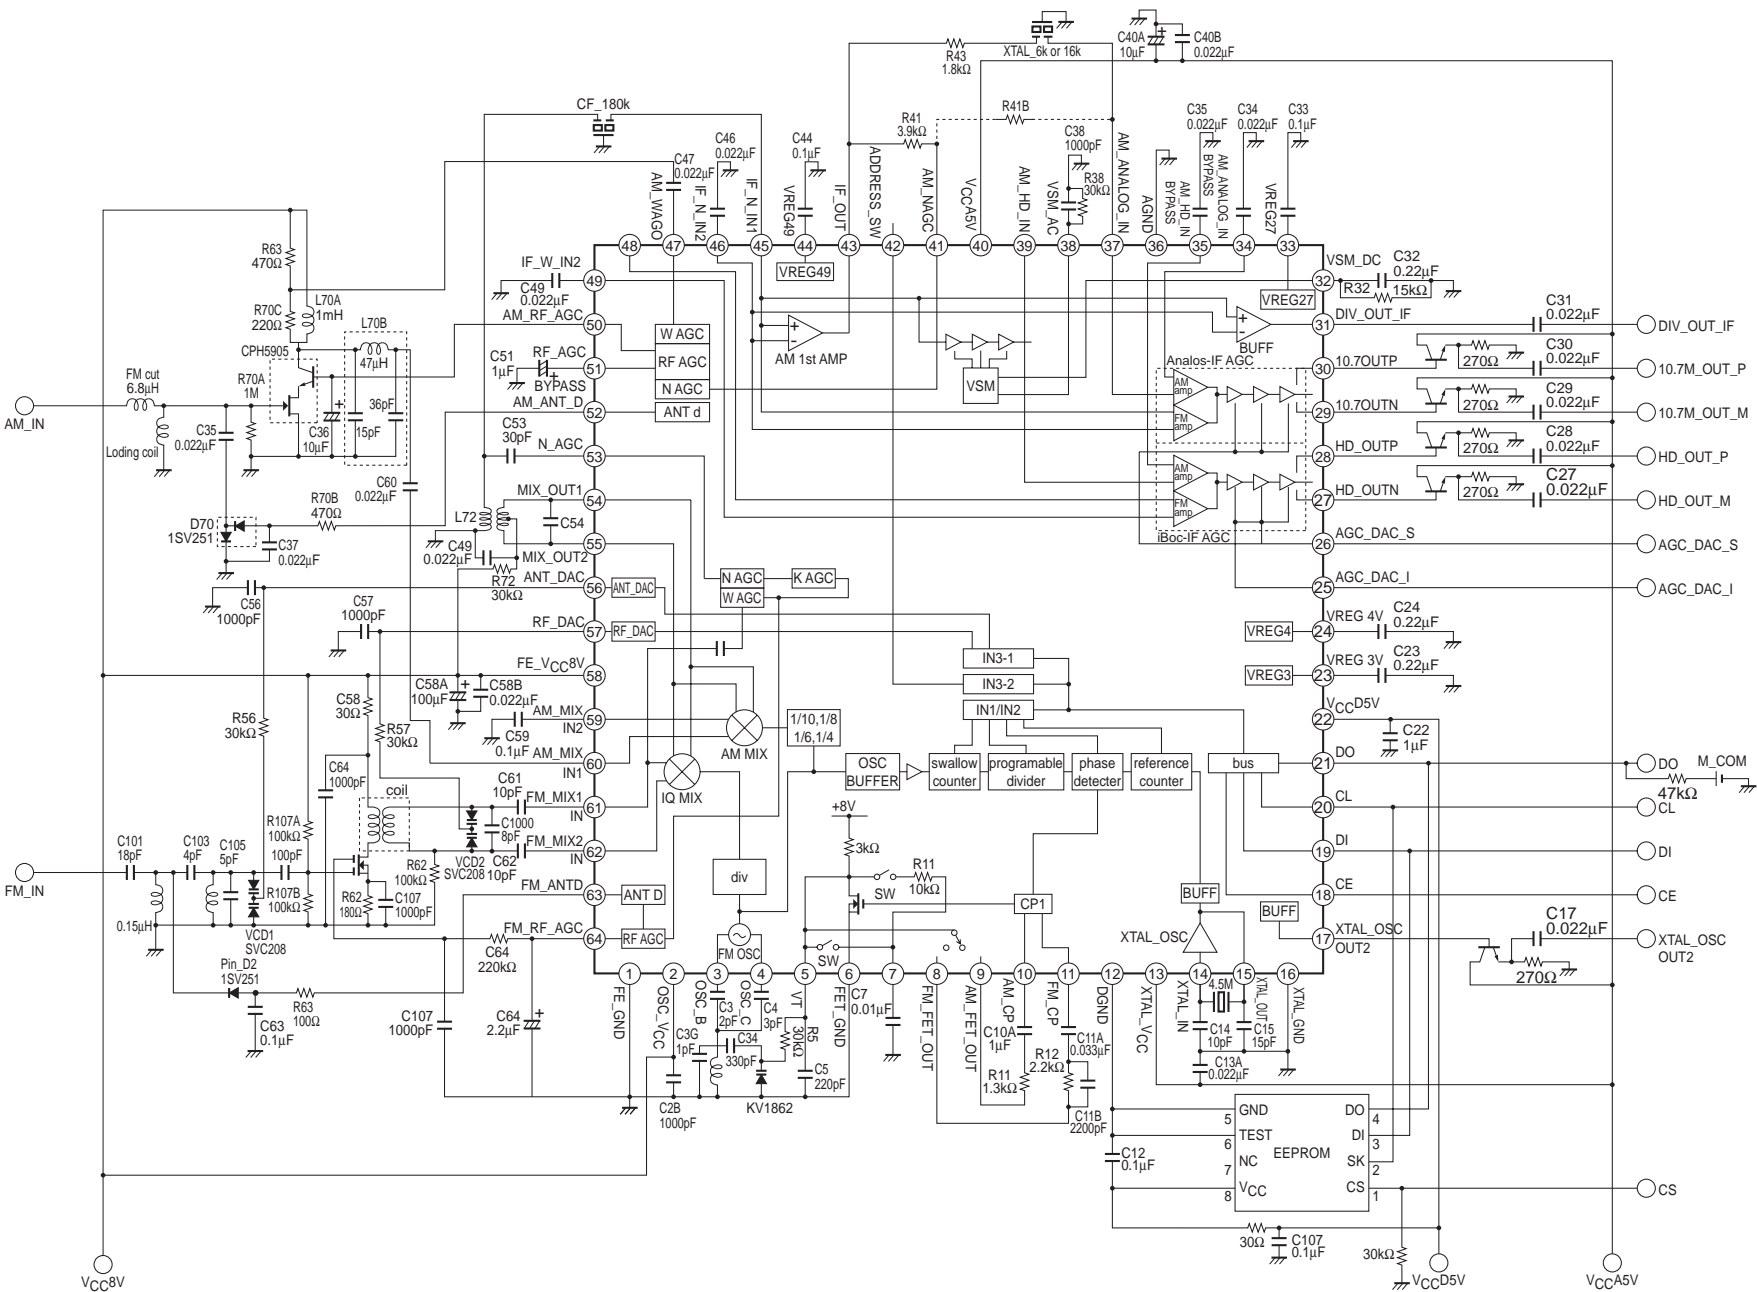 XTAL_6k or 16k
R43
1.8kΩ
C40A
10µF
+
C40B
0.022µF
CF_180k
R41
3.9kΩ
R41B
C38
1000pF
R38
30kΩ
C35
0.022µF
C34
0.022µF
C33
0.1µF
C47
0.022µF
C46
0.022µF
C44
0.1µF
AM_WAGO
IF_N_IN2
IF_N_IN1
VREG49
IF_OUT
ADDRESS_SW
AM_NAGC
VCCA5V
AM_HD_IN
VSM_AC
AM_ANALOG_IN
AGND
AM_HD_IN
BYPASS
AM_ANALOG_IN
BYPASS
VREG27
48 47 46 45 44 43 42 41 40 39 38 37 36 35 34 33
R63
470Ω
R70C
220Ω
L70A
1mH
L70B
47µH
CPH5905
FM cut
6.8µH
R70A
1M
AM_IN
C35
0.022µF
Loding coil
C36
10µF
+
15pF
36pF
C60
0.022µF
D70
1SV251
C37
0.022µF
R70B
470Ω
IF_W_IN2
49
C49
0.022µF
AM_RF_AGC
50
C51
1µF
+
RF_AGC
BYPASS
51
AM_ANT_D
52
C53
30pF
N_AGC
53
MIX_OUT1
54
L72
C54
55
C49
0.022µF
MIX_OUT2
R72
30kΩ
ANT_DAC
56
C56
1000pF
C57
1000pF
RF_DAC
57
FE_VCC8V
58
C58A
100µF
+
C58B
0.022µF
C58
30Ω
R56
30kΩ
R57
30kΩ
AM_MIX
IN2
59
C59
0.1µF
AM_MIX
IN1
60
C64
1000pF
coil
C61
10pF
FM_MIX1
IN
61
C1000
8pF
FM_MIX2
IN
62
VCD2
SVC208
C62
10pF
FM_IN
C101
18pF
C103
4pF
C105
5pF
100pF
R107A
100kΩ
R107B
100kΩ
R62
180Ω
C107
1000pF
R62
100kΩ
0.15µH
VCD1
SVC208
FM_ANTD
63
FM_RF_AGC
64
C64
220kΩ
Pin_D2
1SV251
C63
0.1µF
R63
100Ω
C107
1000pF
C64
2.2µF
+
VREG49
W AGC
RF AGC
N AGC
ANT d
+
-
AM 1st AMP
VSM
BUFF
+
-
VREG27
Analos-IF AGC
AM
amp
FM
amp
AM
amp
FM
amp
iBoc-IF AGC
ANT_DAC
RF_DAC
N AGC
K AGC
W AGC
IN3-1
IN3-2
IN1/IN2
AM MIX
1/10,1/8
1/6,1/4
IQ MIX
OSC
BUFFER
swallow
counter
programable
divider
phase
detecter
reference
counter
bus
VREG4
VREG3
+8V
3kΩ
div
SW
R11
10kΩ
SW
CP1
BUFF
BUFF
XTAL_OSC
ANT D
RF AGC
FM OSC
VSM_DC
32
C32
0.22µF
R32
15kΩ
DIV_OUT_IF
31
C31
0.022µF
DIV_OUT_IF
10.7OUTP
30
270Ω
C30
0.022µF
10.7M_OUT_P
10.7OUTN
29
270Ω
C29
0.022µF
10.7M_OUT_M
HD_OUTP
28
270Ω
C28
0.022µF
HD_OUT_P
HD_OUTN
27
270Ω
C27
0.022µF
HD_OUT_M
AGC_DAC_S
26
AGC_DAC_S
AGC_DAC_I
25
AGC_DAC_I
VREG 4V
24
C24
0.22µF
VREG 3V
23
C23
0.22µF
VCCD5V
22
C22
1µF
DO
21
DO
M_COM
47kΩ
CL
20
CL
DI
19
DI
CE
18
CE
XTAL_OSC
OUT2
17
C17
0.022µF
270Ω
XTAL_OSC
OUT2
1 2 3 4 5 6 7 8 9 10 11 12 13 14 15 16
FE_GND
OSC_VCC
OSC_B
OSC_C
VT
FET_GND
FM_FET_OUT
AM_FET_OUT
AM_CP
FM_CP
DGND
XTAL_VCC
XTAL_IN
XTAL_OUT
XTAL_GND
C3
2pF
C4
3pF
C3G
1pF
C34
330pF
R5
30kΩ
C5
220pF
C7
0.01µF
KV1862
C2B
1000pF
C10A
1µF
R11
1.3kΩ
C11A
0.033µF
R12
2.2kΩ
C11B
2200pF
4.5M
C14
10pF
C15
15pF
C13A
0.022µF
C12
0.1µF
GND
5
TEST
6
NC
7
VCC
8
EEPROM
DO
4
DI
3
SK
2
CS
1
CS
30Ω
C107
0.1µF
30kΩ
VCC8V
VCCD5V
VCCA5V